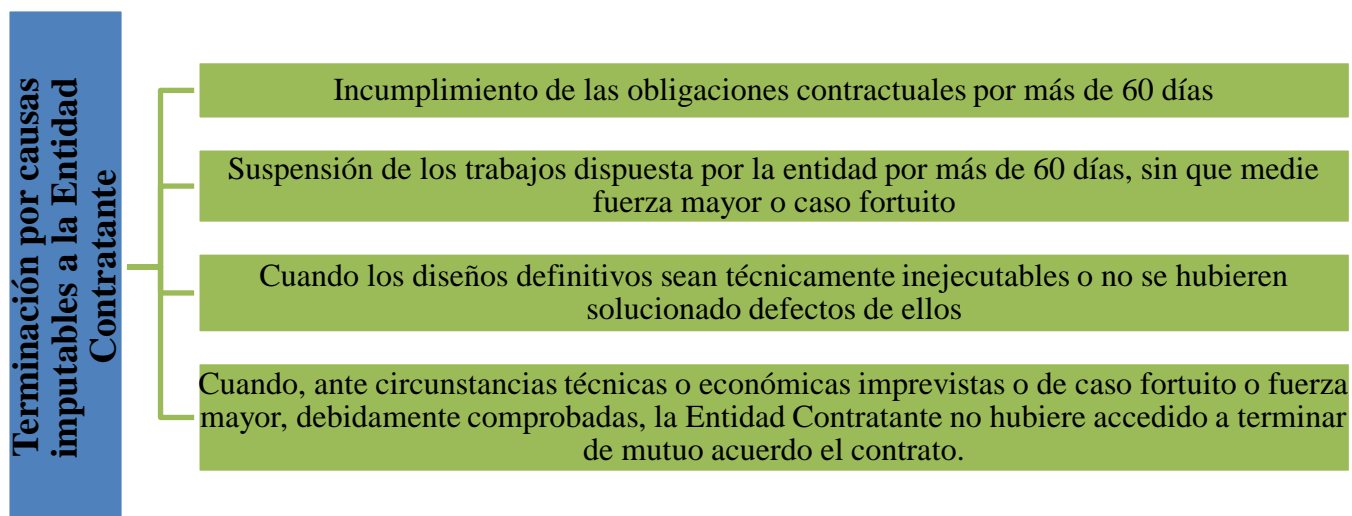 Terminación por causas
imputables a la Entidad
Contratante
Incumplimiento de las obligaciones contractuales por más de 60 días
Suspensión de los trabajos dispuesta por la entidad por más de 60 días, sin que medie
fuerza mayor o caso fortuito
Cuando los diseños definitivos sean técnicamente inejecutables o no se hubieren
solucionado defectos de ellos
Cuando, ante circunstancias técnicas o económicas imprevistas o de caso fortuito o fuerza
mayor, debidamente comprobadas, la Entidad Contratante no hubiere accedido a terminar
de mutuo acuerdo el contrato.